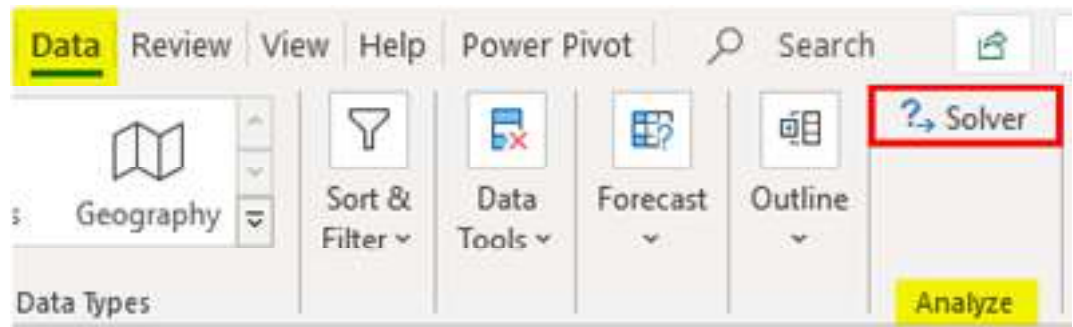 Data Review View Help Power Pivot Search
? Solver
Geography Sort & Data Forecast Outline
Filter Tools
Data Types Analyze